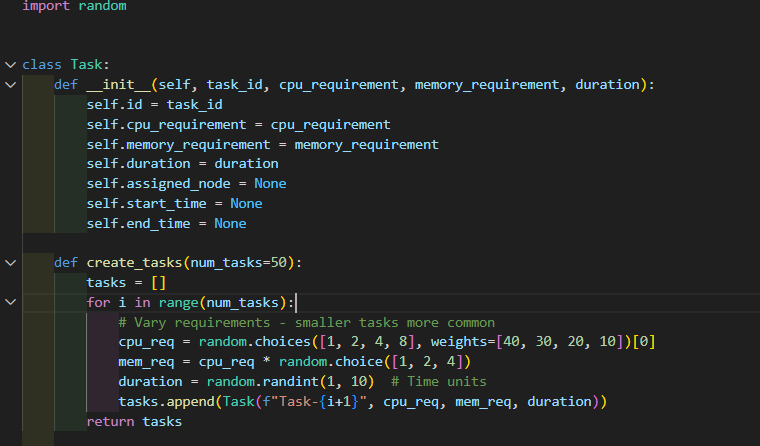 import random
class Task:
    def __init__(self, task_id, cpu_requirement, memory_requirement, duration):
        self.id = task_id
        self.cpu_requirement = cpu_requirement
        self.memory_requirement = memory_requirement
        self.duration = duration
        self.assigned_node = None
        self.start_time = None
        self.end_time = None
    def create_tasks(num_tasks=50):
        tasks = []
        for i in range(num_tasks):
            # Vary requirements - smaller tasks more common
            cpu_req = random.choices([1, 2, 4, 8], weights=[40, 30, 20, 10])[0]
            mem_req = cpu_req * random.choice([1, 2, 4])
            duration = random.randint(1, 10)  # Time units
            tasks.append(Task(f"Task-{i+1}", cpu_req, mem_req, duration))
        return tasks